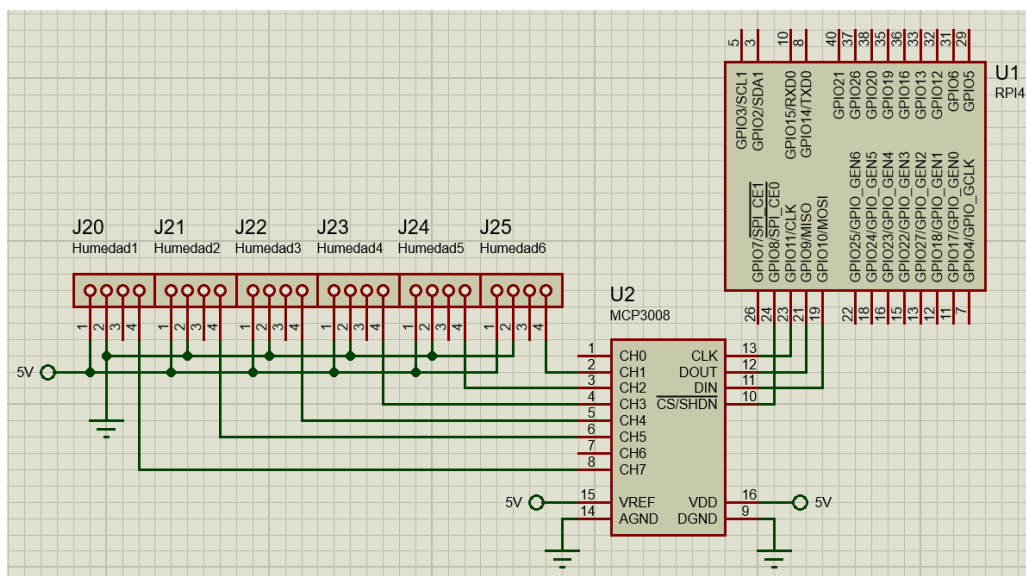 5 3 10 8 40 37 38 35 36 33 32 31 29
GPIO3/SCL1
GPIO2/SDA1
GPIO15/RXD0
GPIO14/TXD0
GPIO21
GPIO26
GPIO20
GPIO19
GPIO16
GPIO13
GPIO12
GPIO6
GPIO5
U1
RPI4
GPIO7/SPI_CE1
GPIO8/SPI_CE0
GPIO11/CLK
GPIO9/MISO
GPIO10/MOSI
GPIO25/GPIO_GEN6
GPIO24/GPIO_GEN5
GPIO23/GPIO_GEN4
GPIO22/GPIO_GEN3
GPIO27/GPIO_GEN2
GPIO18/GPIO_GEN1
GPIO17/GPIO_GEN0
GPIO4/GPIO_GCLK
26 24 23 21 19 22 18 16 15 13 12 11 7
J20 J21 J22 J23 J24 J25
Humedad1 Humedad2 Humedad3 Humedad4 Humedad5 Humedad6
1 2 3 4 1 2 3 4 1 2 3 4 1 2 3 4 1 2 3 4 1 2 3 4
5V
U2
MCP3008
1 CH0 CLK 13
2 CH1 DOUT 12
3 CH2 DIN 11
4 CH3 CS/SHDN 10
5 CH4
6 CH5
7 CH6
8 CH7
5V 15 VREF VDD 16 5V
14 AGND DGND 9